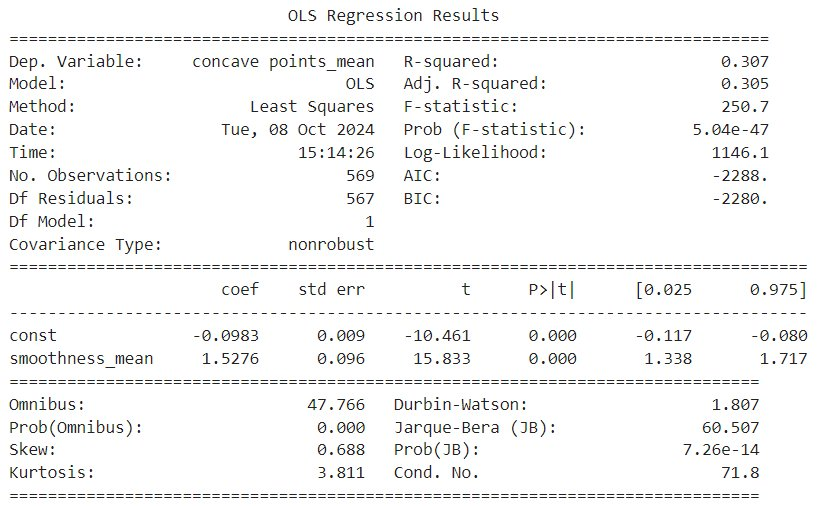 OLS Regression Results
==============================================================================
Dep. Variable:     concave points_mean   R-squared:                       0.307
Model:                             OLS   Adj. R-squared:                  0.305
Method:                  Least Squares   F-statistic:                     250.7
Date:                 Tue, 08 Oct 2024   Prob (F-statistic):           5.04e-47
Time:                         15:14:26   Log-Likelihood:                 1146.1
No. Observations:                  569   AIC:                            -2288.
Df Residuals:                      567   BIC:                            -2280.
Df Model:                            1
Covariance Type:             nonrobust
===================================================================================
                      coef    std err          t      P>|t|      [0.025      0.975]
-----------------------------------------------------------------------------------
const              -0.0983      0.009    -10.461      0.000      -0.117      -0.080
smoothness_mean     1.5276      0.096     15.833      0.000       1.338       1.717
==============================================================================
Omnibus:                       47.766   Durbin-Watson:                   1.807
Prob(Omnibus):                  0.000   Jarque-Bera (JB):               60.507
Skew:                           0.688   Prob(JB):                     7.26e-14
Kurtosis:                       3.811   Cond. No.                         71.8
==============================================================================